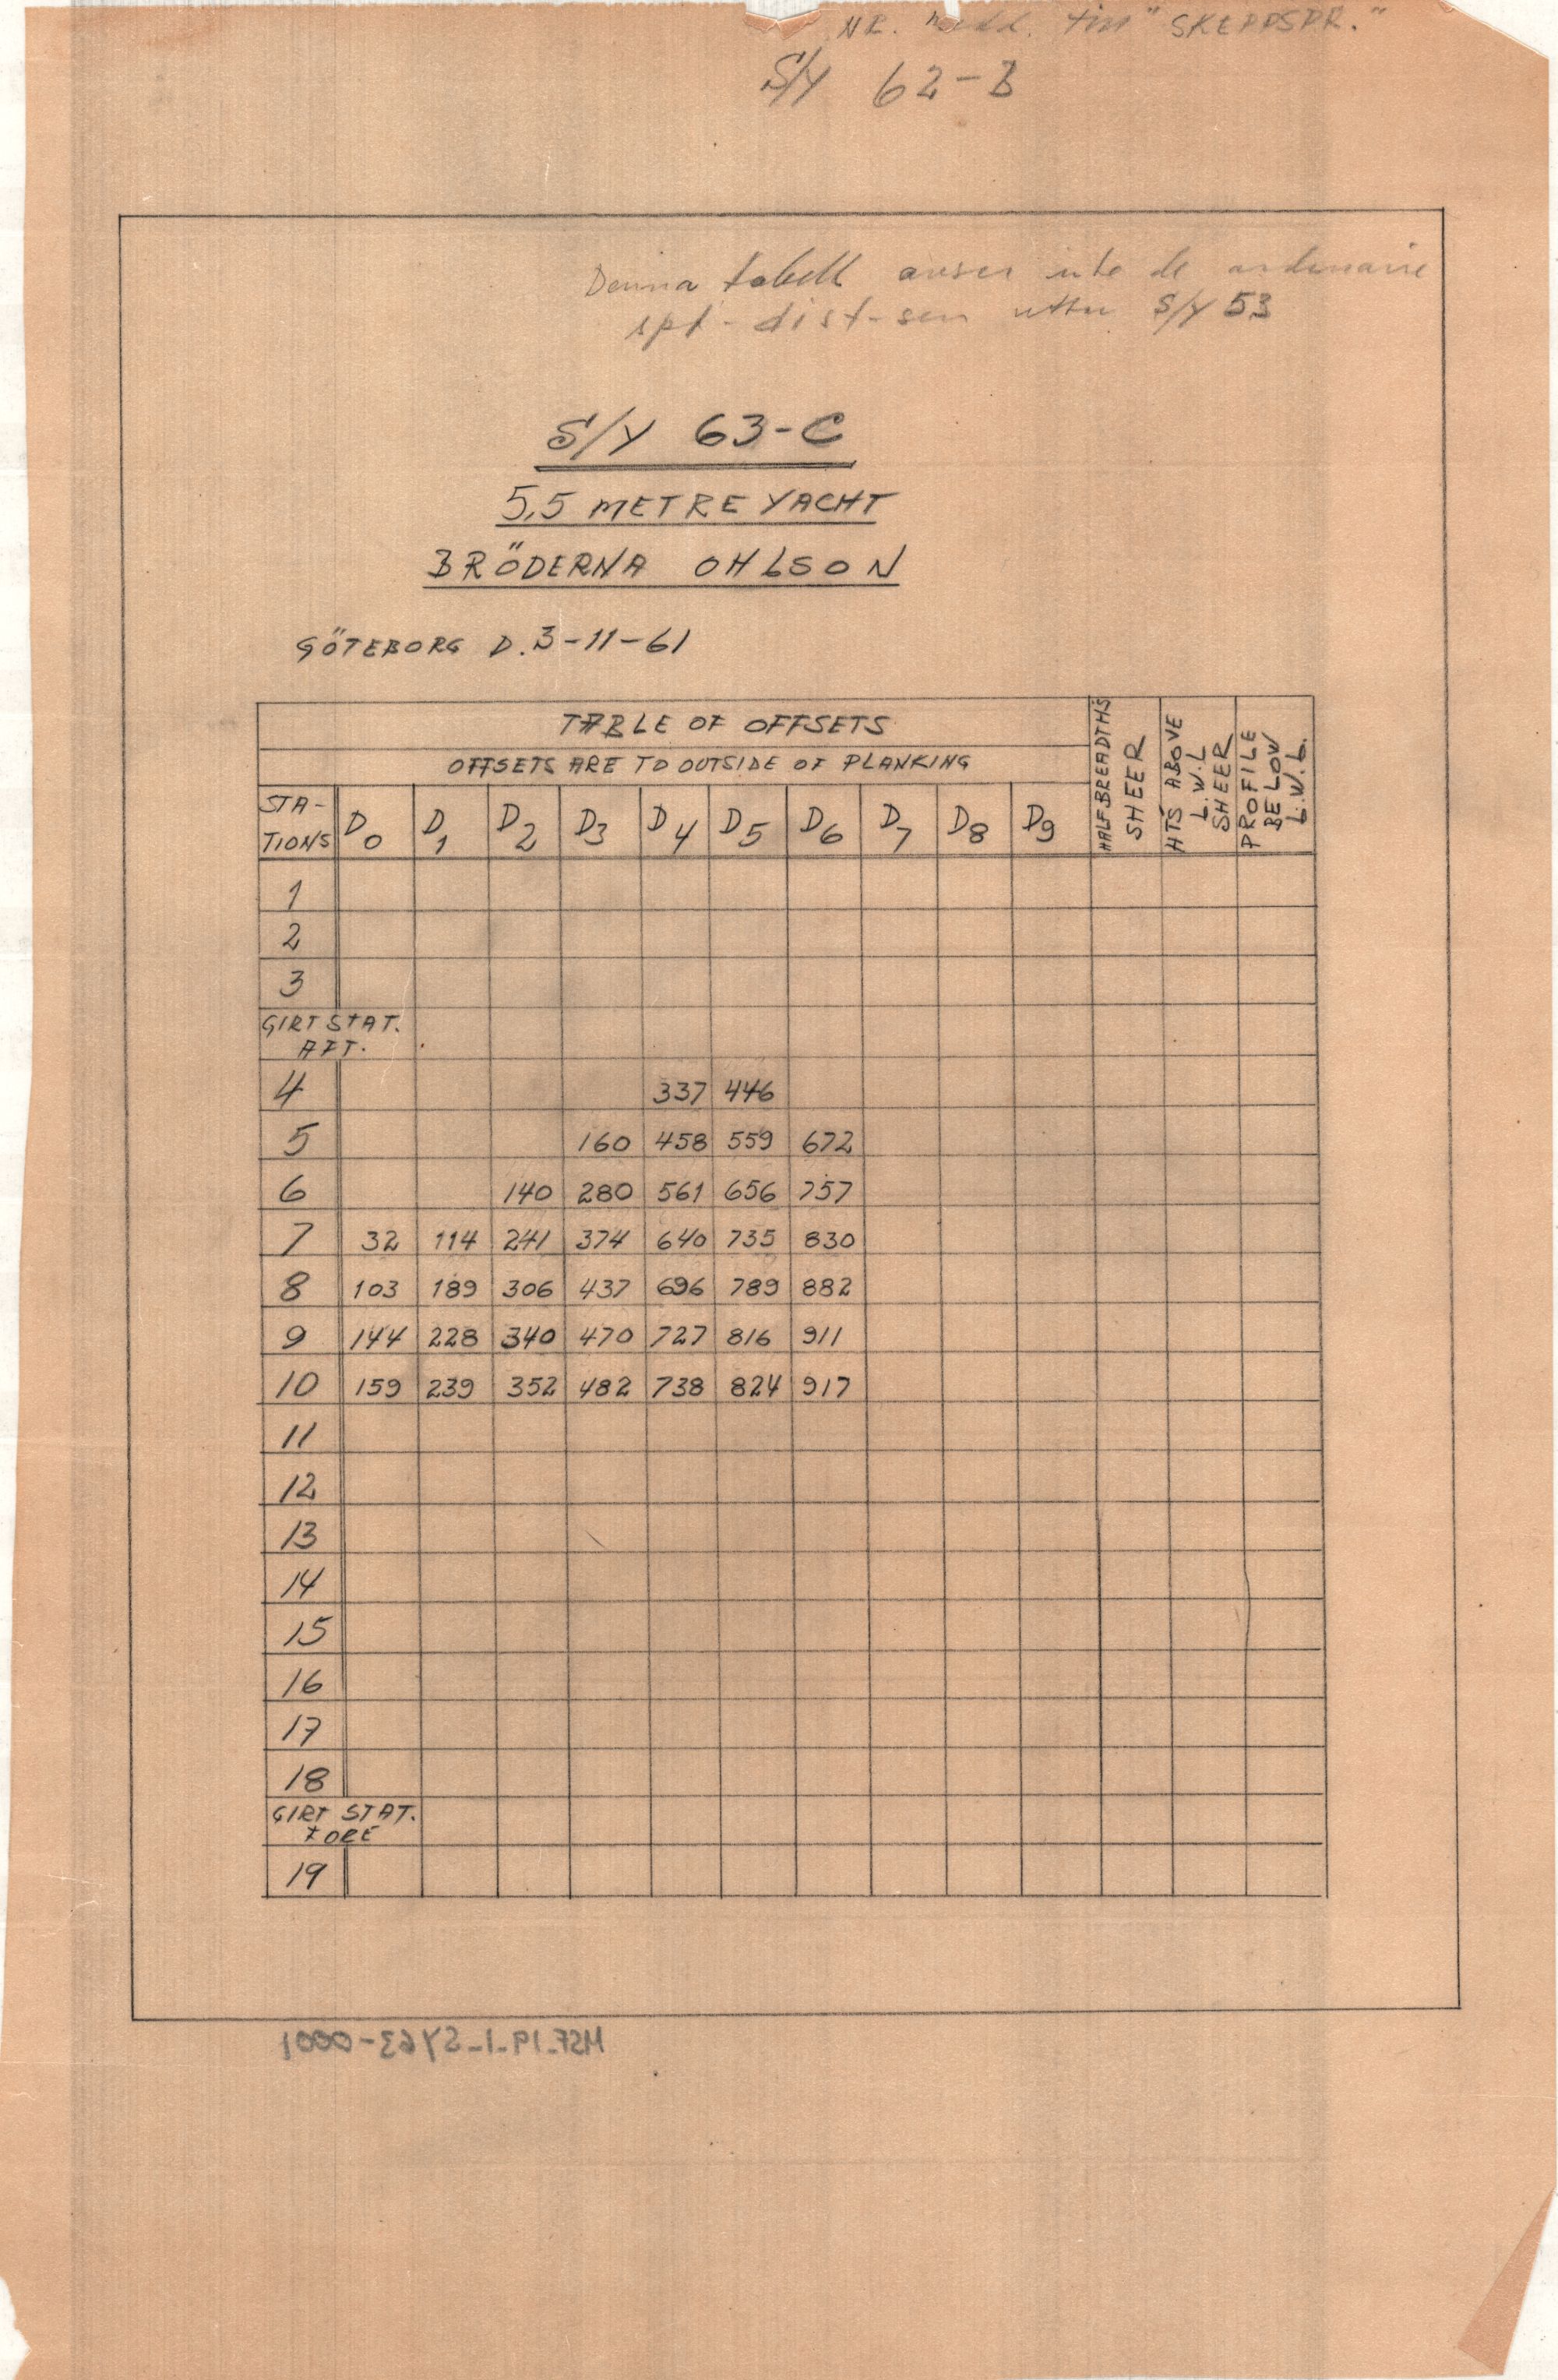 NR. medd. till "SKEPPSPR."
S/Y 62-B
Denna tabell avser inte de ordinarie
spt-dist-sen utan S/Y 53
S/Y 63-C
5,5 METRE YACHT
BRÖDERNA OHLSON
GÖTEBORG D. 3-11-61
TABLE OF OFFSETS
OFFSETS ARE TO OUTSIDE OF PLANKING
HALFBREADTHS SHEER
HTS ABOVE L.W.L SHEER
PROFILE BELOW L.W.L.
STA-TIONS D0 D1 D2 D3 D4 D5 D6 D7 D8 D9
1
2
3
GIRT STAT.
AFT.
4 337 446
5 160 458 559 672
6 140 280 561 656 757
7 32 114 241 374 640 735 830
8 103 189 306 437 696 789 882
9 144 228 340 470 727 816 911
10 159 239 352 482 738 824 917
11
12
13
14
15
16
17
18
GIRT STAT.
FORE
19
MSF_19_1_SY63-0001